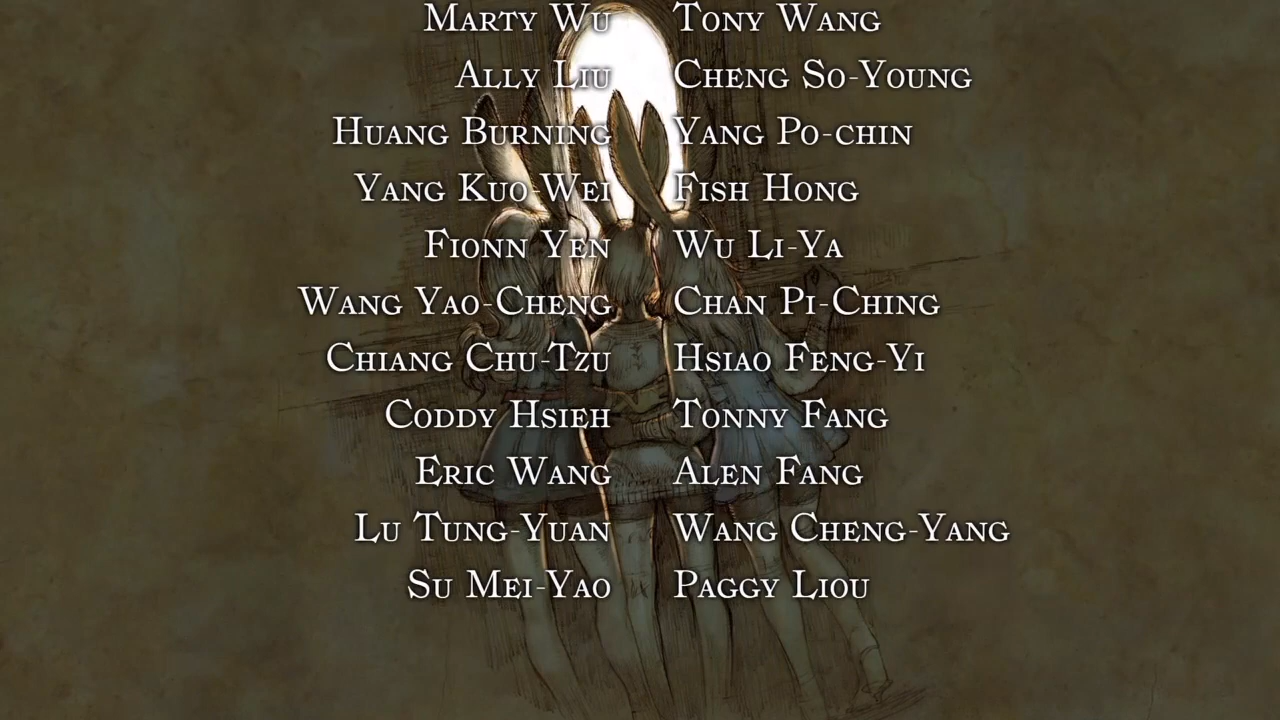 Marty Wu Tony Wang
Ally Liu Cheng So-Young
Huang Burning Yang Po-chin
Yang Kuo-Wei Fish Hong
Fionn Yen Wu Li-Ya
Wang Yao-Cheng Chan Pi-Ching
Chiang Chu-Tzu Hsiao Feng-Yi
Coddy Hsieh Tonny Fang
Eric Wang Alen Fang
Lu Tung-Yuan Wang Cheng-Yang
Su Mei-Yao Paggy Liou